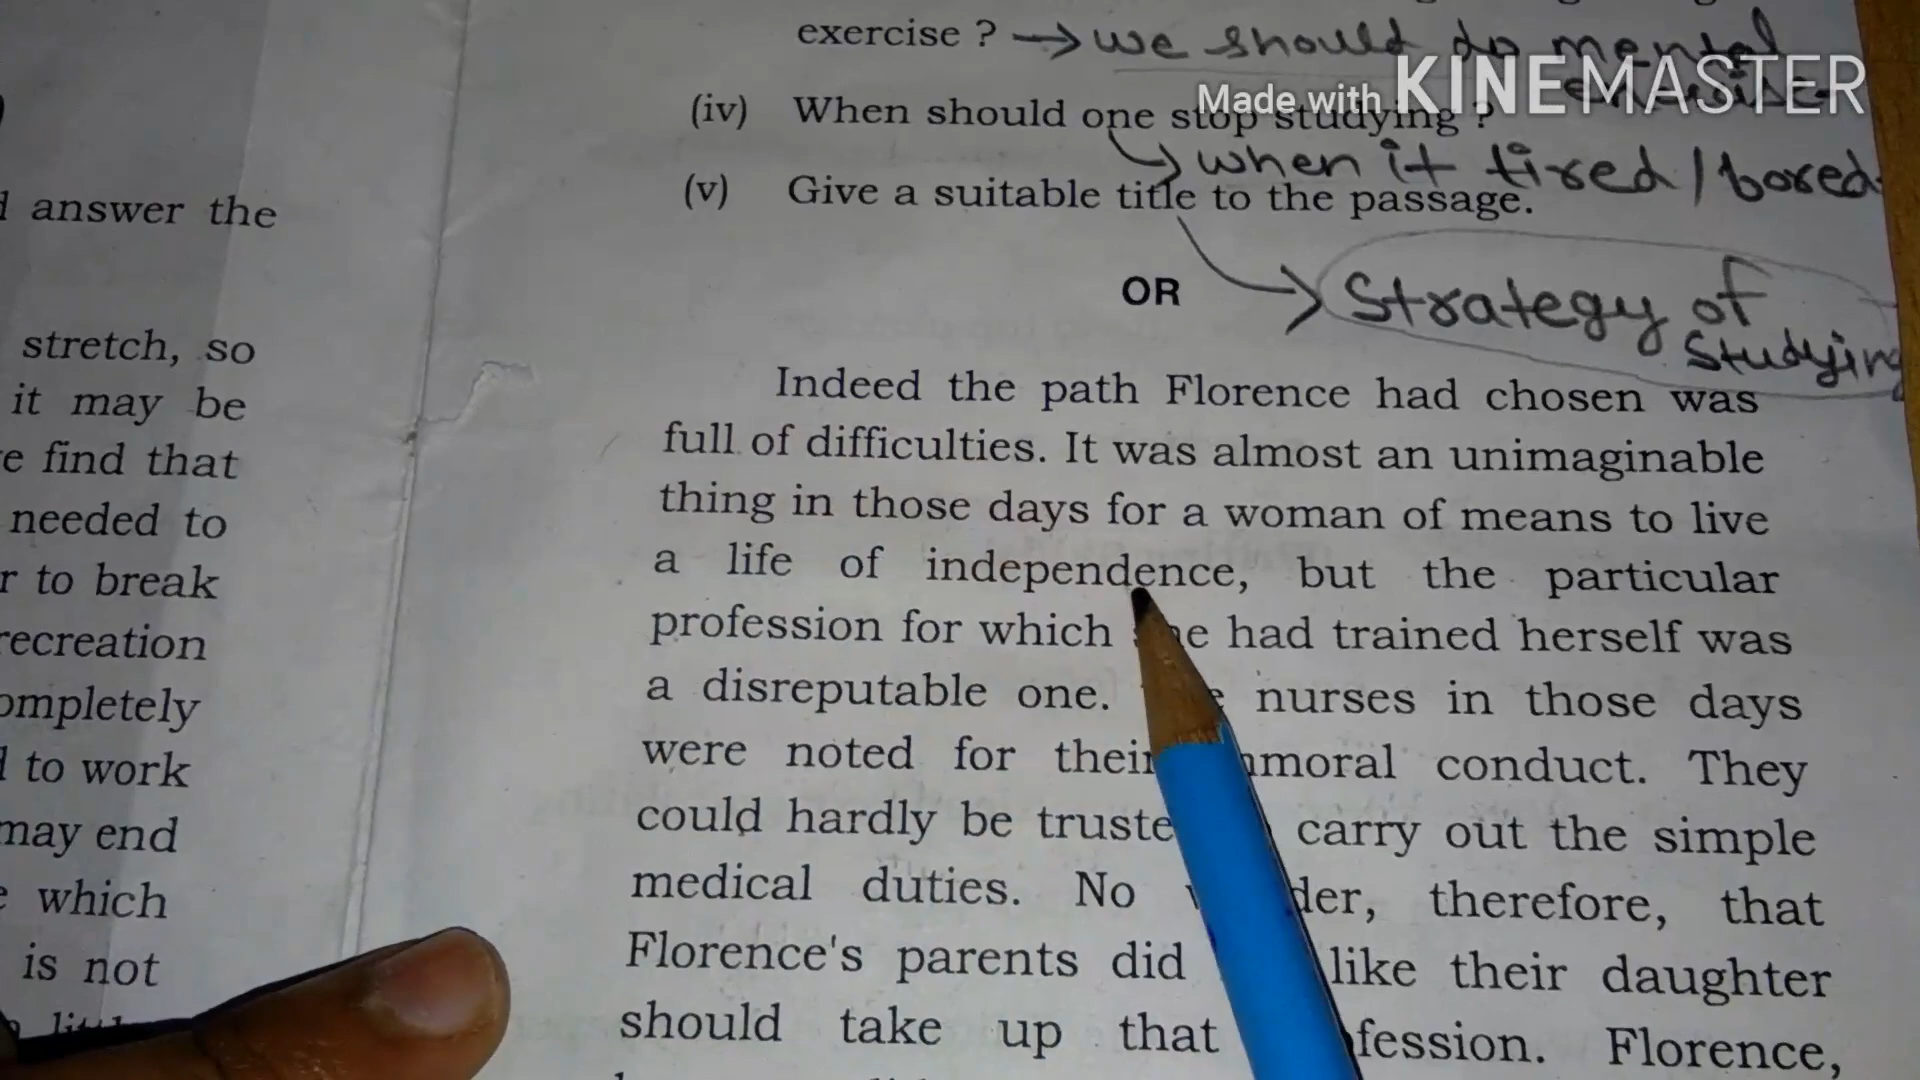 answer the
stretch, so
it may be
find that
needed to
to break
recreation
completely
to work
may end
which
is not
exercise ? → we should do mental
Made with KINEMASTER
(iv) When should one stop studying ?
when it tired / bored
(v) Give a suitable title to the passage.
OR
Strategy of
Studying
Indeed the path Florence had chosen was
full of difficulties. It was almost an unimaginable
thing in those days for a woman of means to live
a life of independence, but the particular
profession for which had trained herself was
a disreputable one. nurses in those days
were noted for their conduct. They
could hardly be carry out the simple
medical duties. No therefore, that
Florence's parents did like their daughter
should take up that Florence,